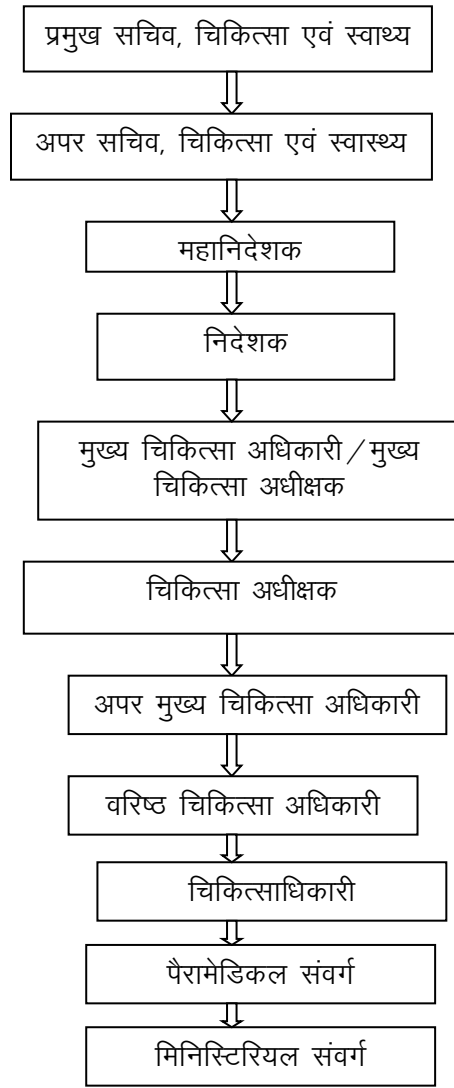 प्रमुख सचिव, चिकित्सा एवं स्वाथ्य
अपर सचिव, चिकित्सा एवं स्वास्थ्य
महानिदेशक
निदेशक
मुख्य चिकित्सा अधिकारी/मुख्य
चिकित्सा अधीक्षक
चिकित्सा अधीक्षक
अपर मुख्य चिकित्सा अधिकारी
वरिष्ठ चिकित्सा अधिकारी
चिकित्साधिकारी
पैरामेडिकल संवर्ग
मिनिस्टिरियल संवर्ग